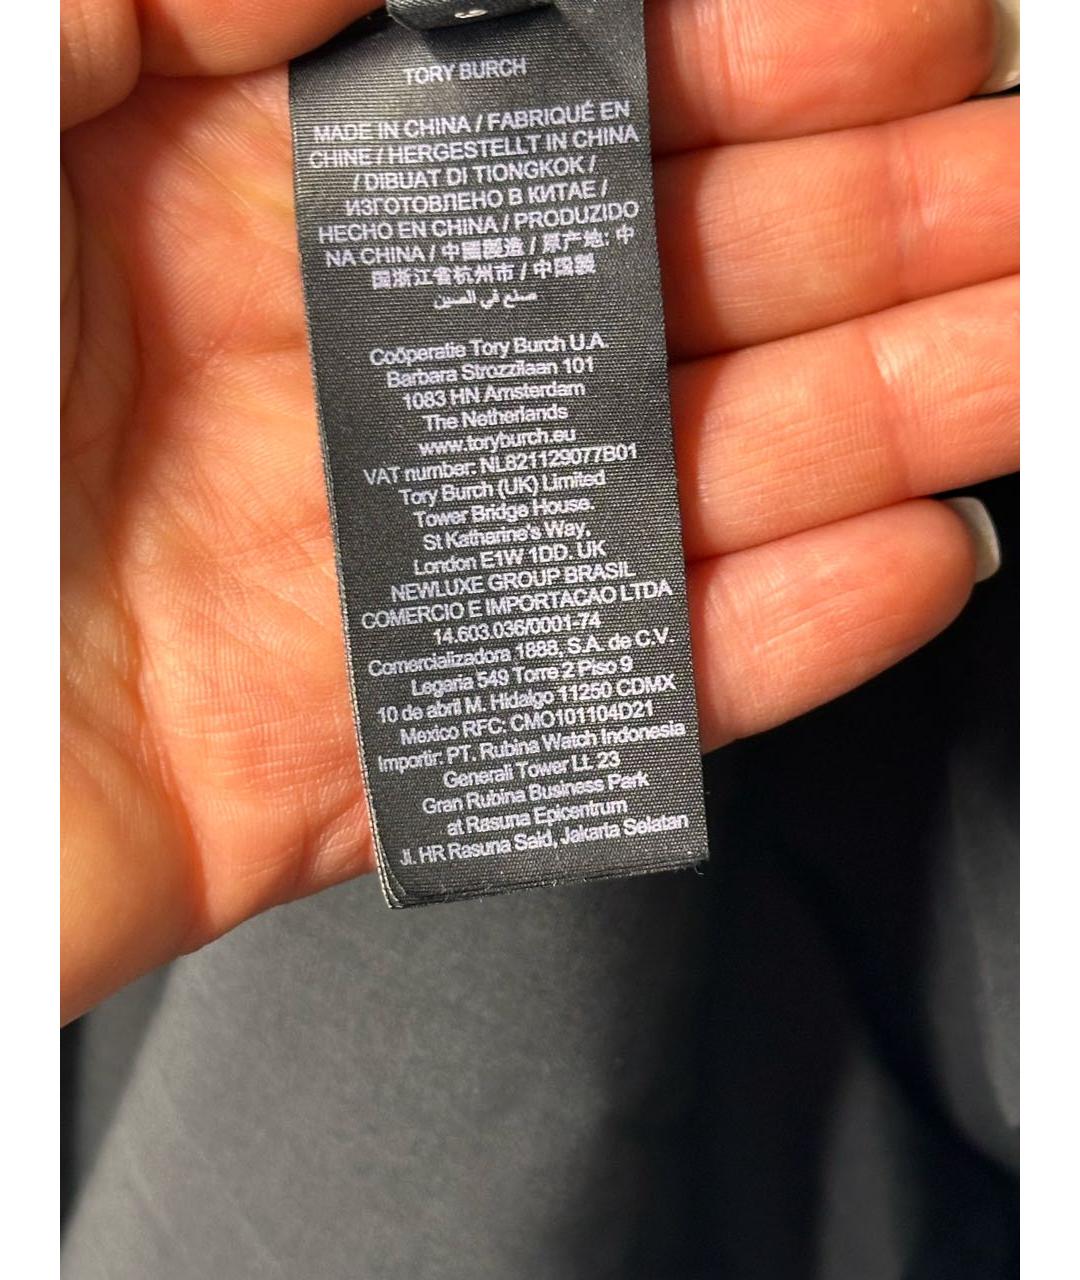 TORY BURCH
MADE IN CHINA / FABRIQUÉ EN
CHINE / HERGESTELLT IN CHINA
/ DIBUAT DI TIONGKOK /
ИЗГОТОВЛЕНО В КИТАЕ /
HECHO EN CHINA / PRODUZIDO
NA CHINA / 中國製造 / 原产地: 中
国浙江省杭州市 / 中国製
صنع في الصين
Coöperatie Tory Burch U.A.
Barbara Strozzilaan 101
1083 HN Amsterdam
The Netherlands
www.toryburch.eu
VAT number: NL821129077B01
Tory Burch (UK) Limited
Tower Bridge House,
St Katherine's Way,
London E1W 1DD. UK
NEWLUXE GROUP BRASIL
COMERCIO E IMPORTACAO LTDA
14.603.036/0001-74
Comercializadora 1888, S.A. de C.V.
Legaria 549 Torre 2 Piso 9
10 de abril M. Hidalgo 11250 CDMX
Mexico RFC: CMO101104D21
Importir: PT. Rubina Watch Indonesia
Generali Tower Lt. 23
Gran Rubina Business Park
at Rasuna Epicentrum
Jl. HR Rasuna Said, Jakarta Selatan